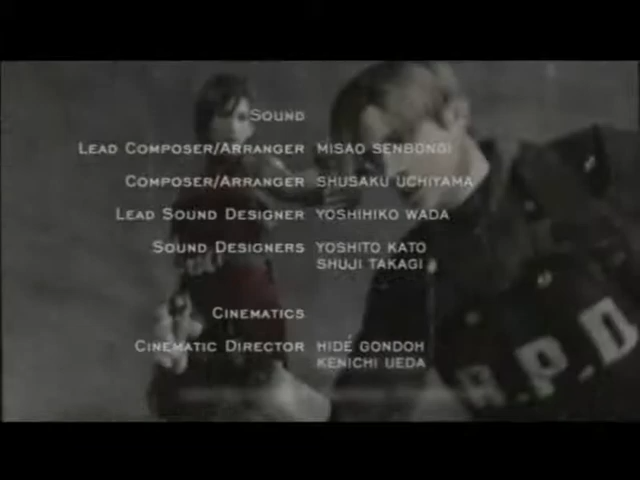 SOUND
LEAD COMPOSER/ARRANGER MISAO SENBONGI
COMPOSER/ARRANGER SHUSAKU UCHIYAMA
LEAD SOUND DESIGNER YOSHIHIKO WADA
SOUND DESIGNERS YOSHITO KATO
SHUJI TAKAGI
CINEMATICS
CINEMATIC DIRECTOR HIDÉ GONDOH
KENICHI UEDA
R.P.D